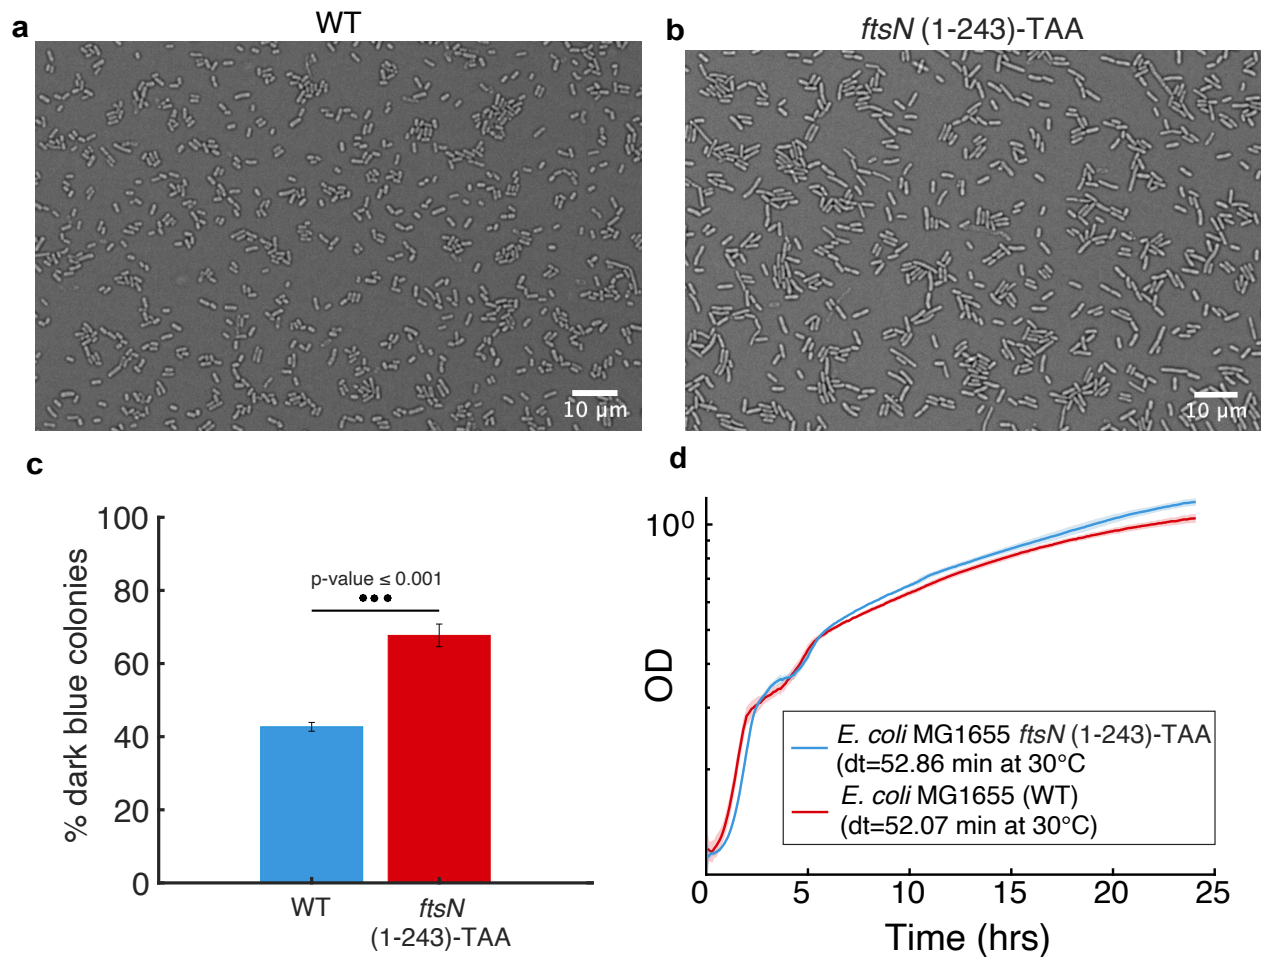 a
WT
10 µm
b
ftsN (1-243)-TAA
10 µm
c
% dark blue colonies
100
80
60
40
20
0
p-value ≤ 0.001
•••
WT
ftsN
(1-243)-TAA
d
OD
10⁰
E. coli MG1655 ftsN (1-243)-TAA
(dt=52.86 min at 30°C
E. coli MG1655 (WT)
(dt=52.07 min at 30°C)
0
5
10
15
20
25
Time (hrs)